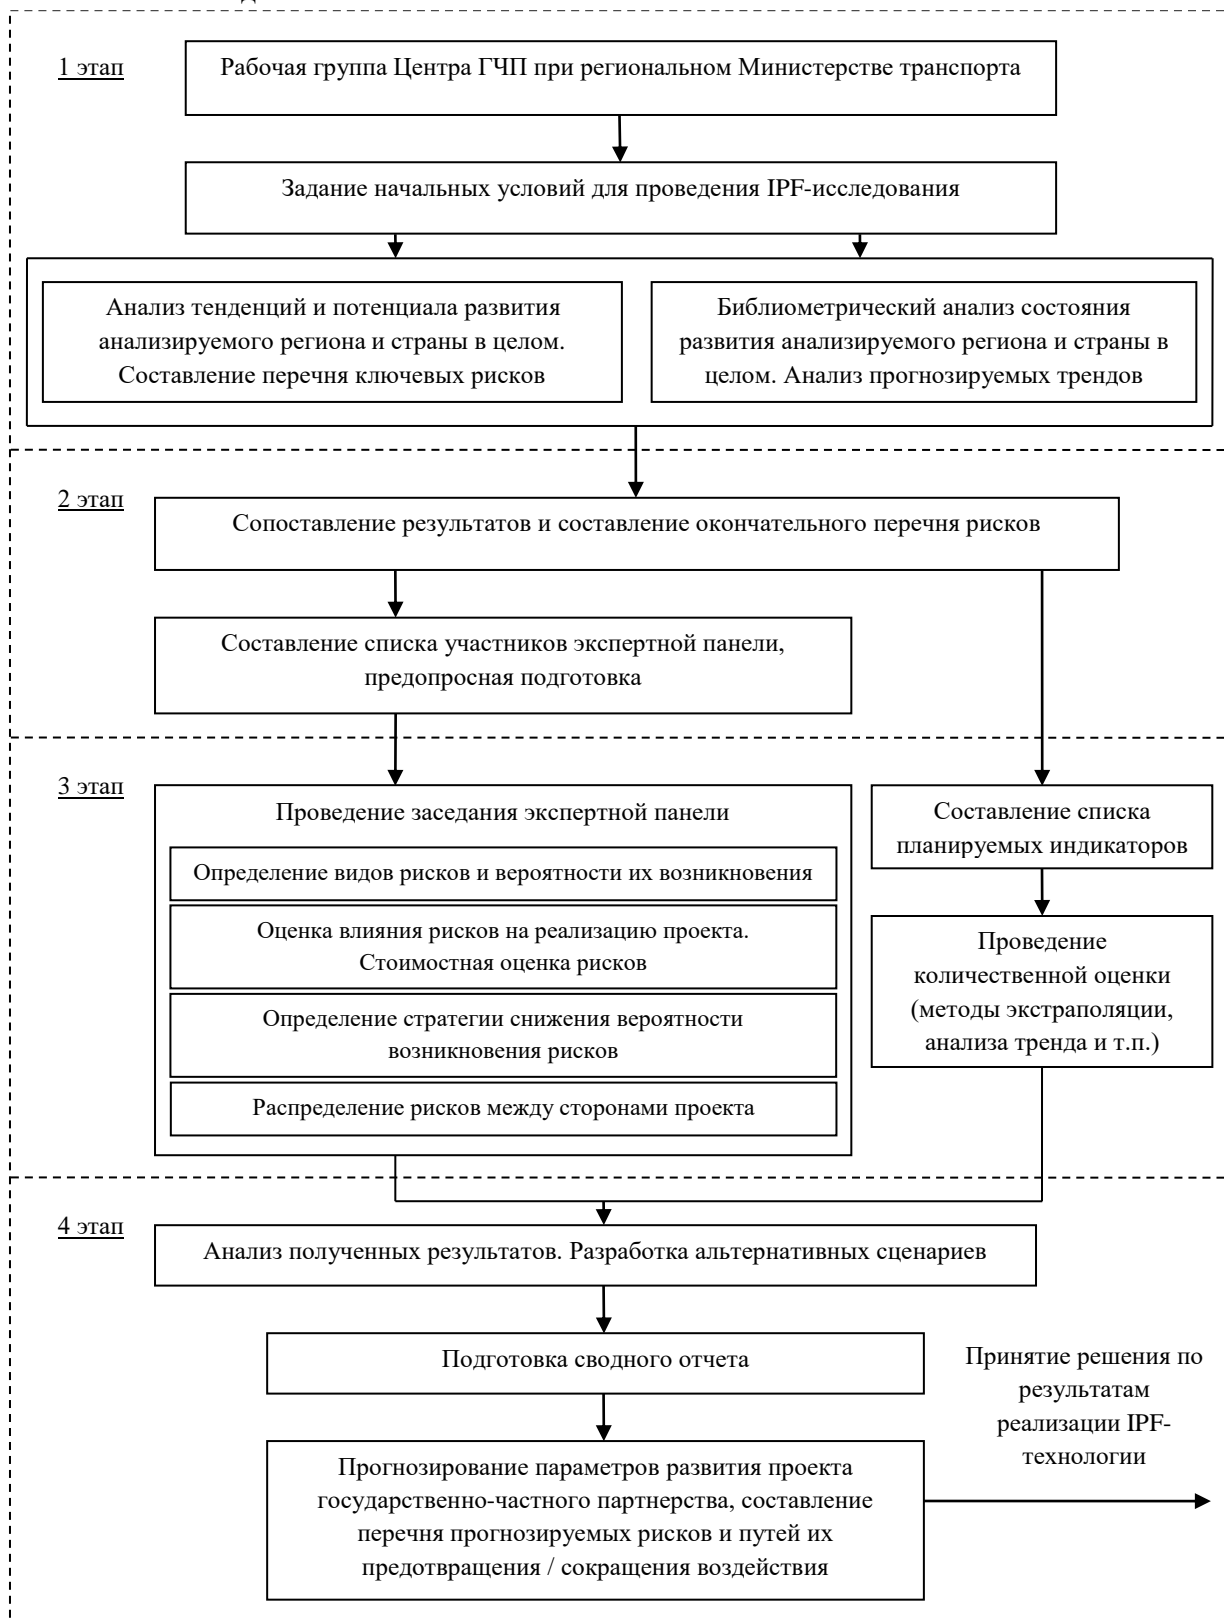 1 этап
Рабочая группа Центра ГЧП при региональном Министерстве транспорта
Задание начальных условий для проведения IPF-исследования
Анализ тенденций и потенциала развития
анализируемого региона и страны в целом.
Составление перечня ключевых рисков
Библиометрический анализ состояния
развития анализируемого региона и страны в
целом. Анализ прогнозируемых трендов
2 этап
Сопоставление результатов и составление окончательного перечня рисков
Составление списка участников экспертной панели,
предопросная подготовка
3 этап
Проведение заседания экспертной панели
Определение видов рисков и вероятности их возникновения
Оценка влияния рисков на реализацию проекта.
Стоимостная оценка рисков
Определение стратегии снижения вероятности
возникновения рисков
Распределение рисков между сторонами проекта
Составление списка
планируемых индикаторов
Проведение
количественной оценки
(методы экстраполяции,
анализа тренда и т.п.)
4 этап
Анализ полученных результатов. Разработка альтернативных сценариев
Подготовка сводного отчета
Прогнозирование параметров развития проекта
государственно-частного партнерства, составление
перечня прогнозируемых рисков и путей их
предотвращения / сокращения воздействия
Принятие решения по
результатам
реализации IPF-
технологии